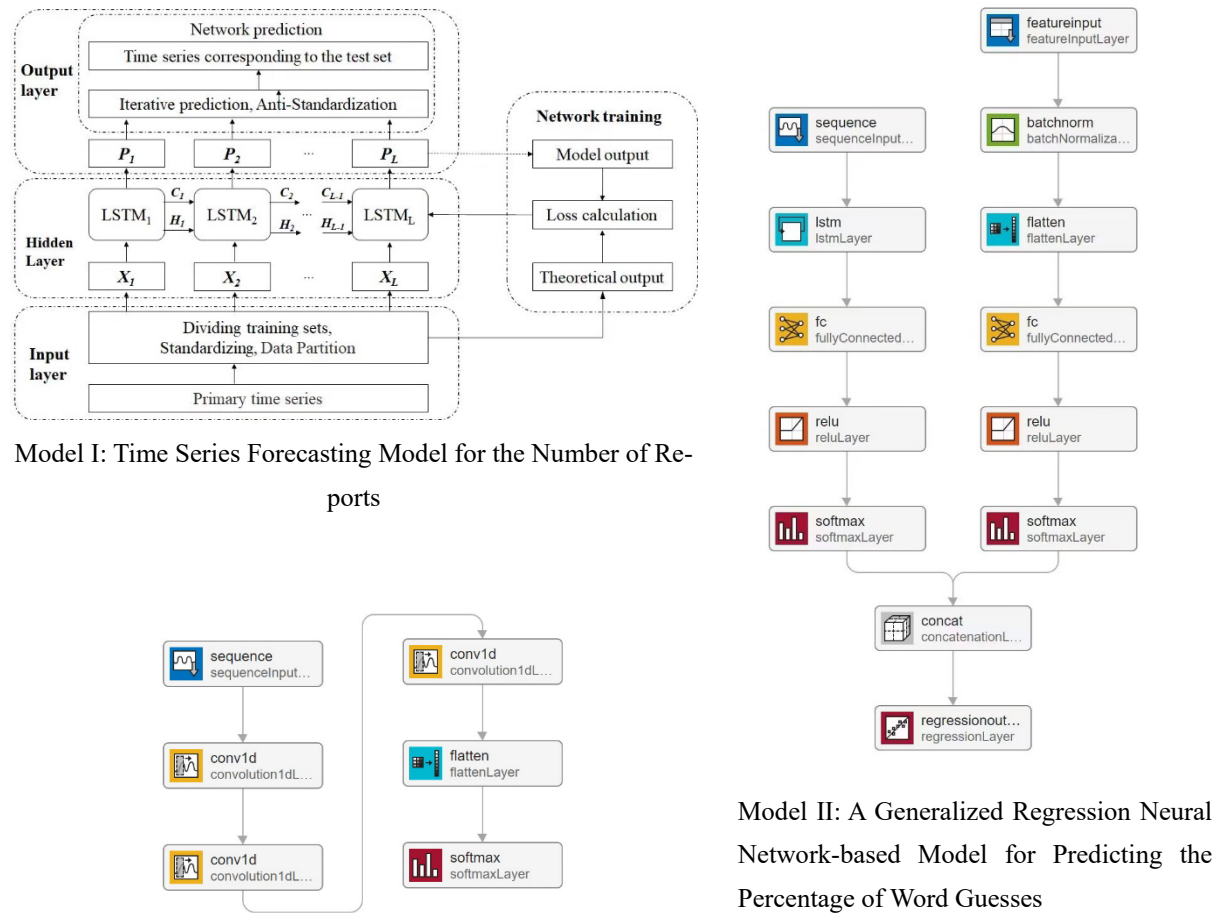 Network prediction
Time series corresponding to the test set
Output
layer
Iterative prediction, Anti-Standardization
P1
P2
...
PL
C1
C2
CL-1
LSTM1
LSTM2
...
LSTML
H1
H2
HL-1
Hidden
Layer
X1
X2
...
XL
Dividing training sets,
Standardizing, Data Partition
Input
layer
Primary time series
Network training
Model output
Loss calculation
Theoretical output
Model I: Time Series Forecasting Model for the Number of Re-
ports
sequence
sequenceInput...
conv1d
convolution1dL...
conv1d
convolution1dL...
conv1d
convolution1dL...
flatten
flattenLayer
softmax
softmaxLayer
featureinput
featureInputLayer
sequence
sequenceInput...
batchnorm
batchNormaliza...
lstm
lstmLayer
flatten
flattenLayer
fc
fullyConnected...
fc
fullyConnected...
relu
reluLayer
relu
reluLayer
softmax
softmaxLayer
softmax
softmaxLayer
concat
concatenationL...
regressionout...
regressionLayer
Model II: A Generalized Regression Neural
Network-based Model for Predicting the
Percentage of Word Guesses